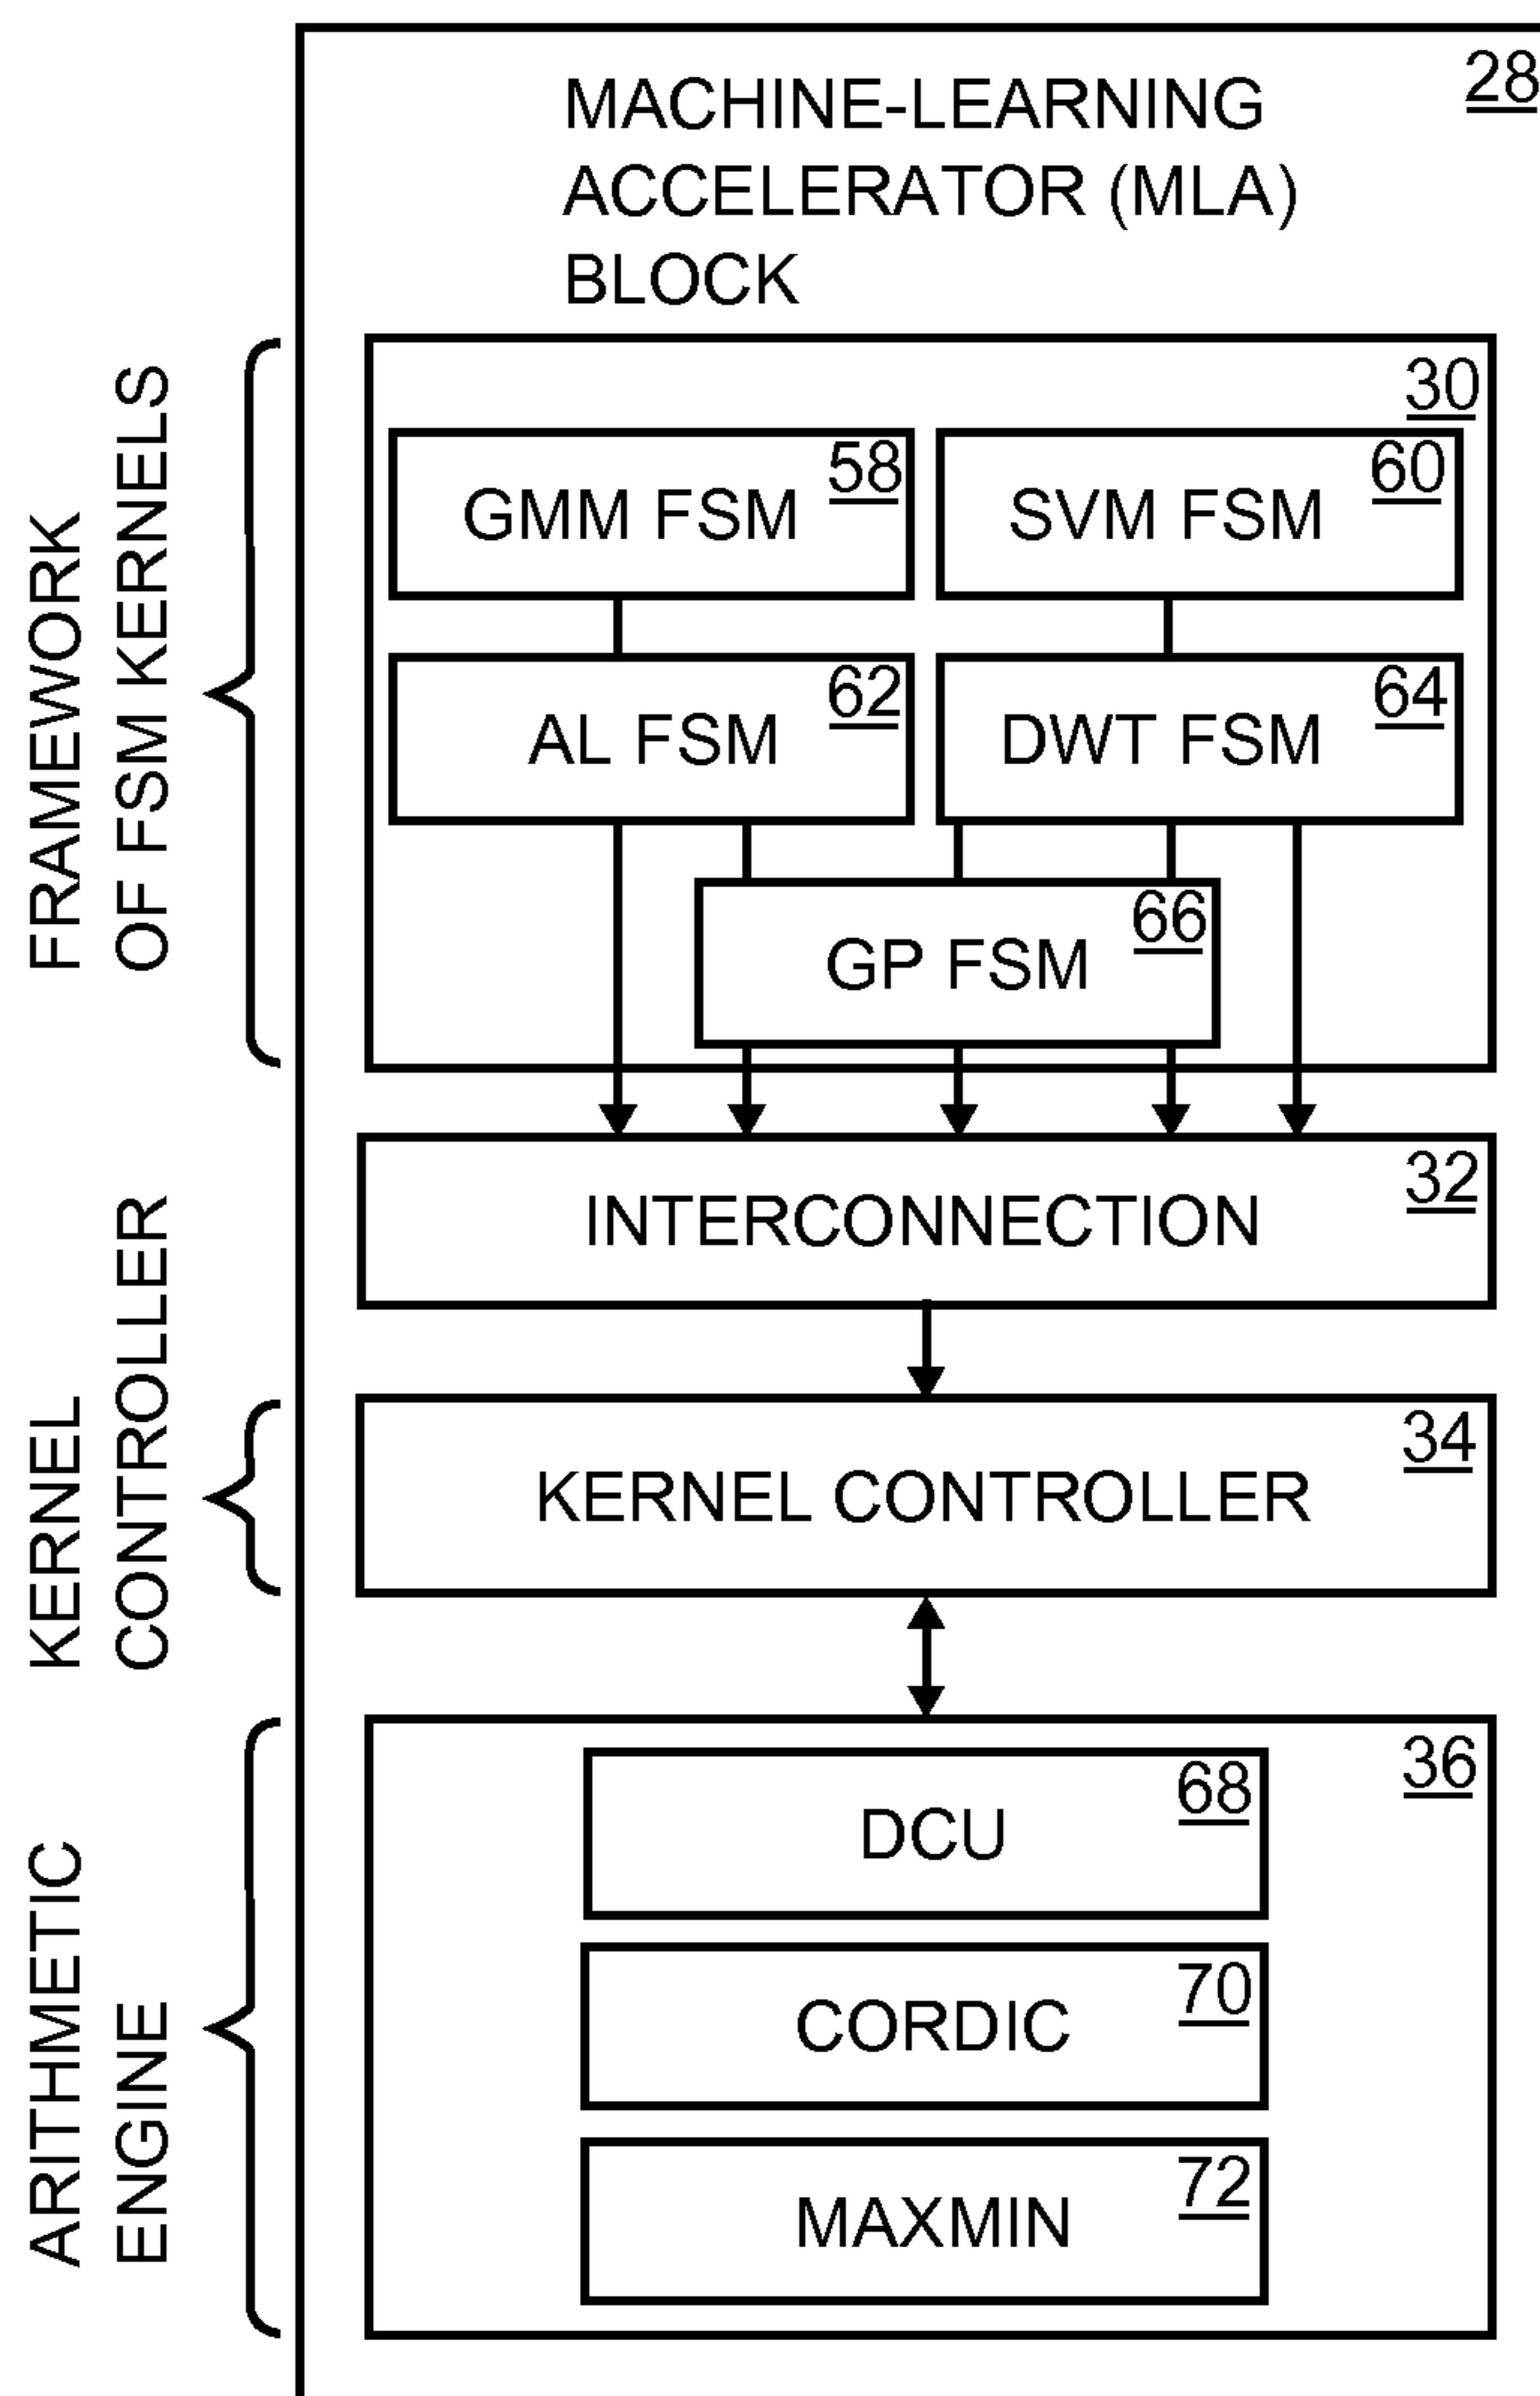 28
MACHINE-LEARNING
ACCELERATOR (MLA)
BLOCK
FRAMEWORK
OF FSM KERNELS
30
58
GMM FSM
60
SVM FSM
62
AL FSM
64
DWT FSM
66
GP FSM
32
INTERCONNECTION
KERNEL
CONTROLLER
34
KERNEL CONTROLLER
ARITHMETIC
ENGINE
36
68
DCU
70
CORDIC
72
MAXMIN